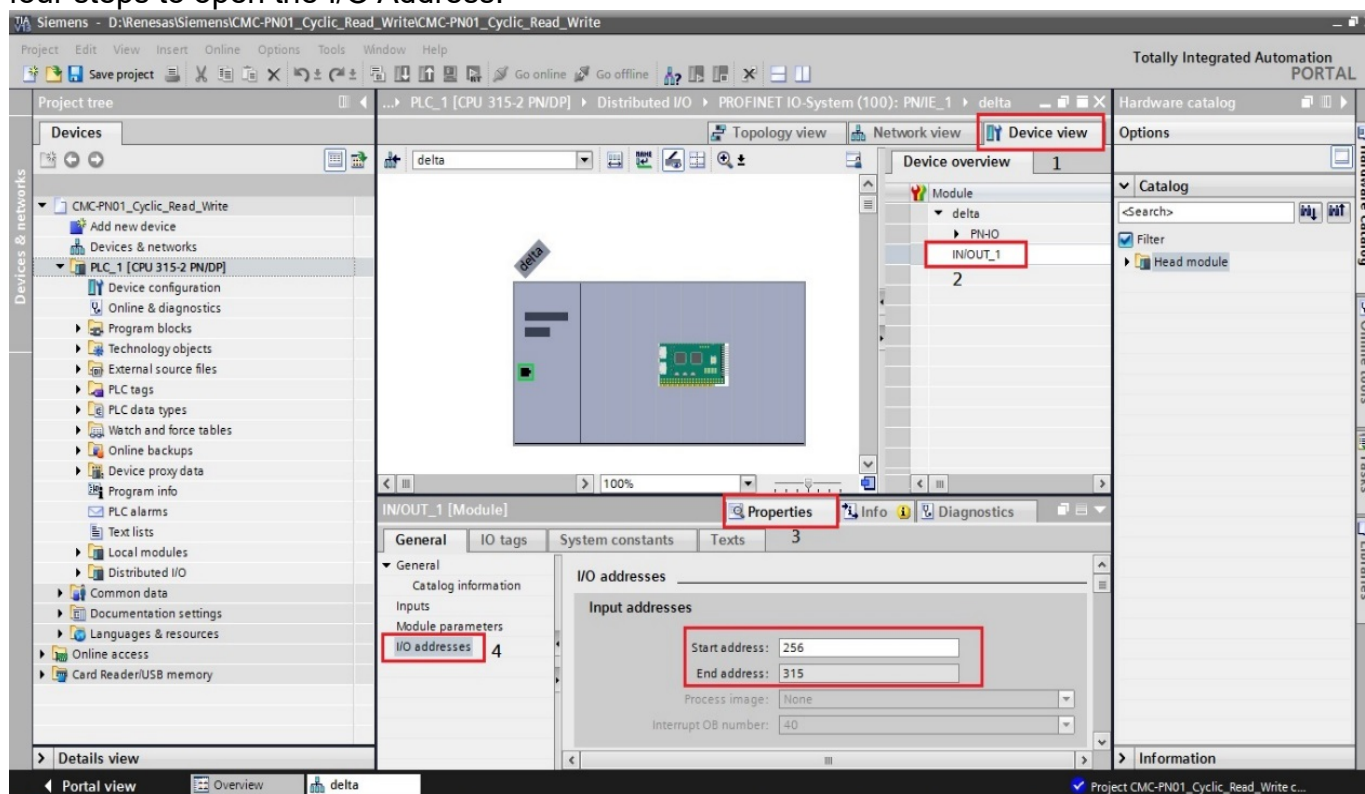 four steps to open the I/O Address.
Siemens - D:\Renesas\Siemens\CMC-PN01_Cyclic_Read_Write\CMC-PN01_Cyclic_Read_Write
Project Edit View Insert Online Options Tools Window Help
Totally Integrated Automation
PORTAL
Save project
Go online
Go offline
Project tree
...PLC_1 [CPU 315-2 PN/DP] Distributed I/O PROFINET IO-System (100): PN/IE_1 delta
Hardware catalog
Devices
Topology view
Network view
Device view
Options
delta
Device overview
1
Module
Catalog
CMC-PN01_Cyclic_Read_Write
delta
<Search>
Add new device
PN-IO
Filter
Devices & networks
IN/OUT_1
Head module
PLC_1 [CPU 315-2 PN/DP]
delta
2
Device configuration
Online & diagnostics
Program blocks
Technology objects
External source files
PLC tags
PLC data types
Watch and force tables
Online backups
Device proxy data
Program info
100%
PLC alarms
IN/OUT_1 [Module]
Properties
Info
Diagnostics
Text lists
General
IO tags
System constants
Texts
3
Local modules
General
I/O addresses
Distributed I/O
Catalog information
Common data
Inputs
Input addresses
Documentation settings
Module parameters
Languages & resources
I/O addresses
4
Start address: 256
Online access
Card Reader/USB memory
End address: 315
Process image: None
Interrupt OB number: 40
Details view
Information
Portal view
Overview
delta
Project CMC-PN01_Cyclic_Read_Write c...
Devices & networks